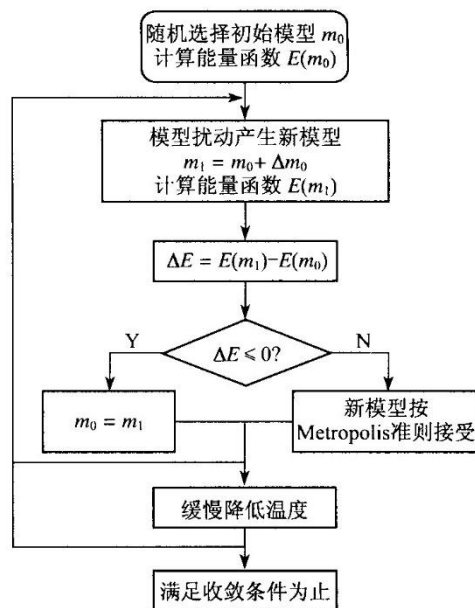 随机选择初始模型 m₀
计算能量函数 E(m₀)
模型扰动产生新模型
m₁ = m₀ + Δm₀
计算能量函数 E(m₁)
ΔE = E(m₁)−E(m₀)
ΔE ≤ 0?
Y
N
m₀ = m₁
新模型按
Metropolis准则接受
缓慢降低温度
满足收敛条件为止